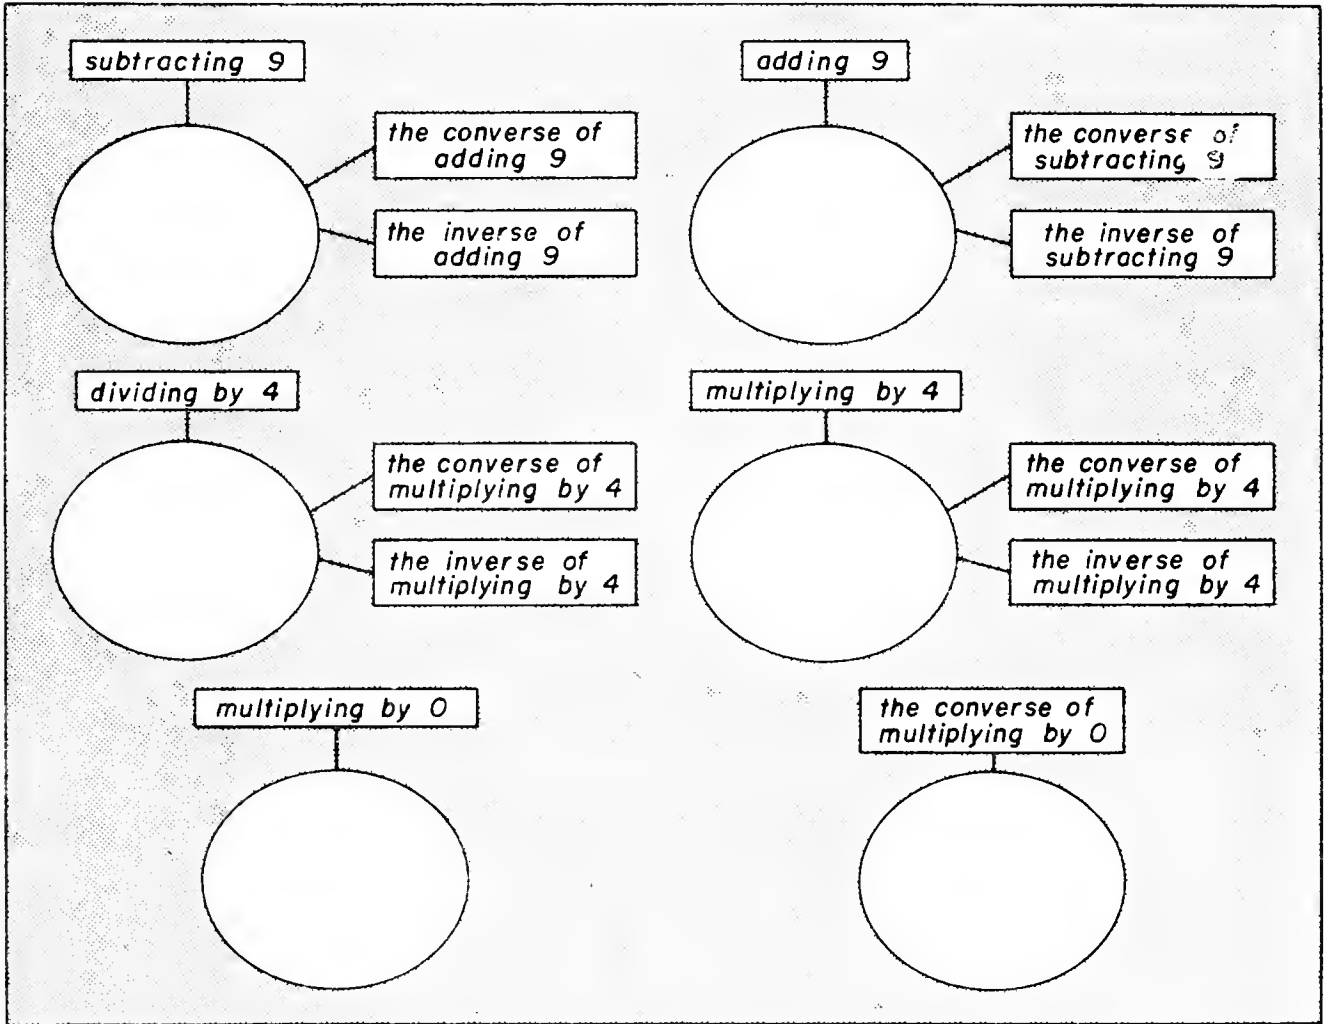 subtracting 9
the converse of
adding 9
the inverse of
adding 9
adding 9
the converse of
subtracting 9
the inverse of
subtracting 9
dividing by 4
the converse of
multiplying by 4
the inverse of
multiplying by 4
multiplying by 4
the converse of
multiplying by 4
the inverse of
multiplying by 4
multiplying by 0
the converse of
multiplying by 0